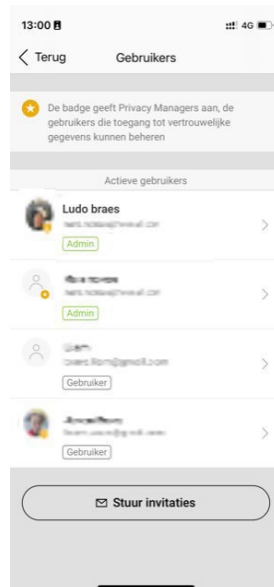 13:00
4G
Terug
Gebruikers
De badge geeft Privacy Managers aan, de
gebruikers die toegang tot vertrouwelijke
gegevens kunnen beheren
Actieve gebruikers
Ludo braes
Admin
Admin
Gebruiker
Gebruiker
Stuur invitaties